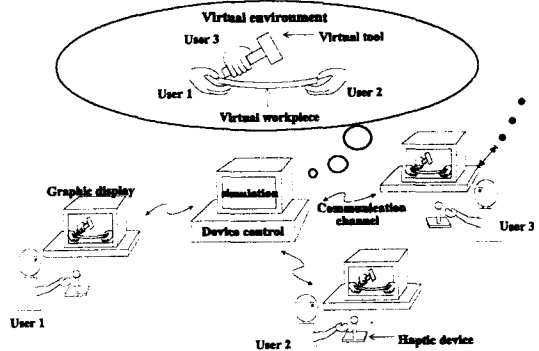 Virtual environment
User 3
Virtual tool
User 1
User 2
Virtual workpiece
Graphic display
simulation
Device control
Communication
channel
User 3
User 1
User 2
Haptic device